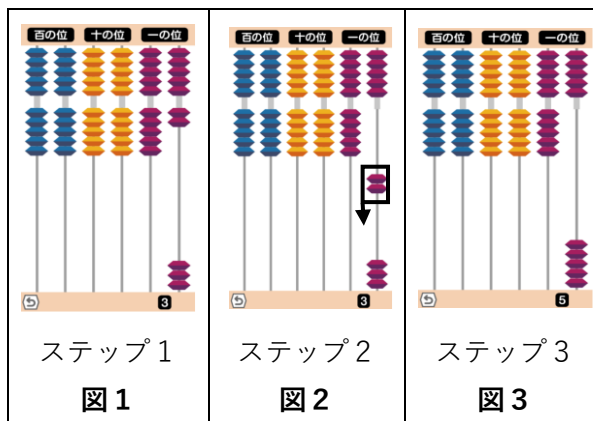 百の位 十の位 一の位
3
ステップ1
図1
百の位 十の位 一の位
3
ステップ2
図2
百の位 十の位 一の位
5
ステップ3
図3